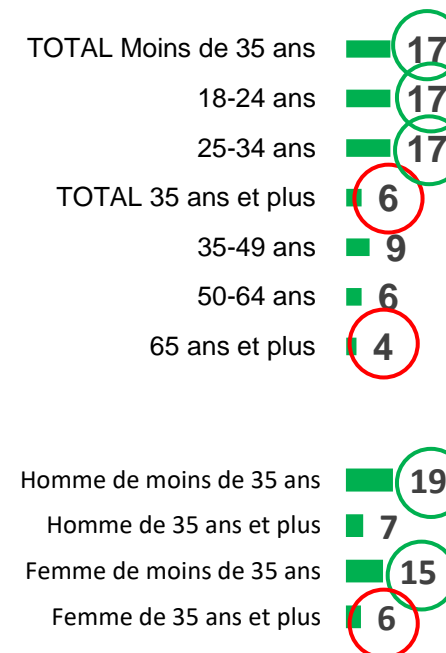 TOTAL Moins de 35 ans 17
18-24 ans 17
25-34 ans 17
TOTAL 35 ans et plus 6
35-49 ans 9
50-64 ans 6
65 ans et plus 4
Homme de moins de 35 ans 19
Homme de 35 ans et plus 7
Femme de moins de 35 ans 15
Femme de 35 ans et plus 6